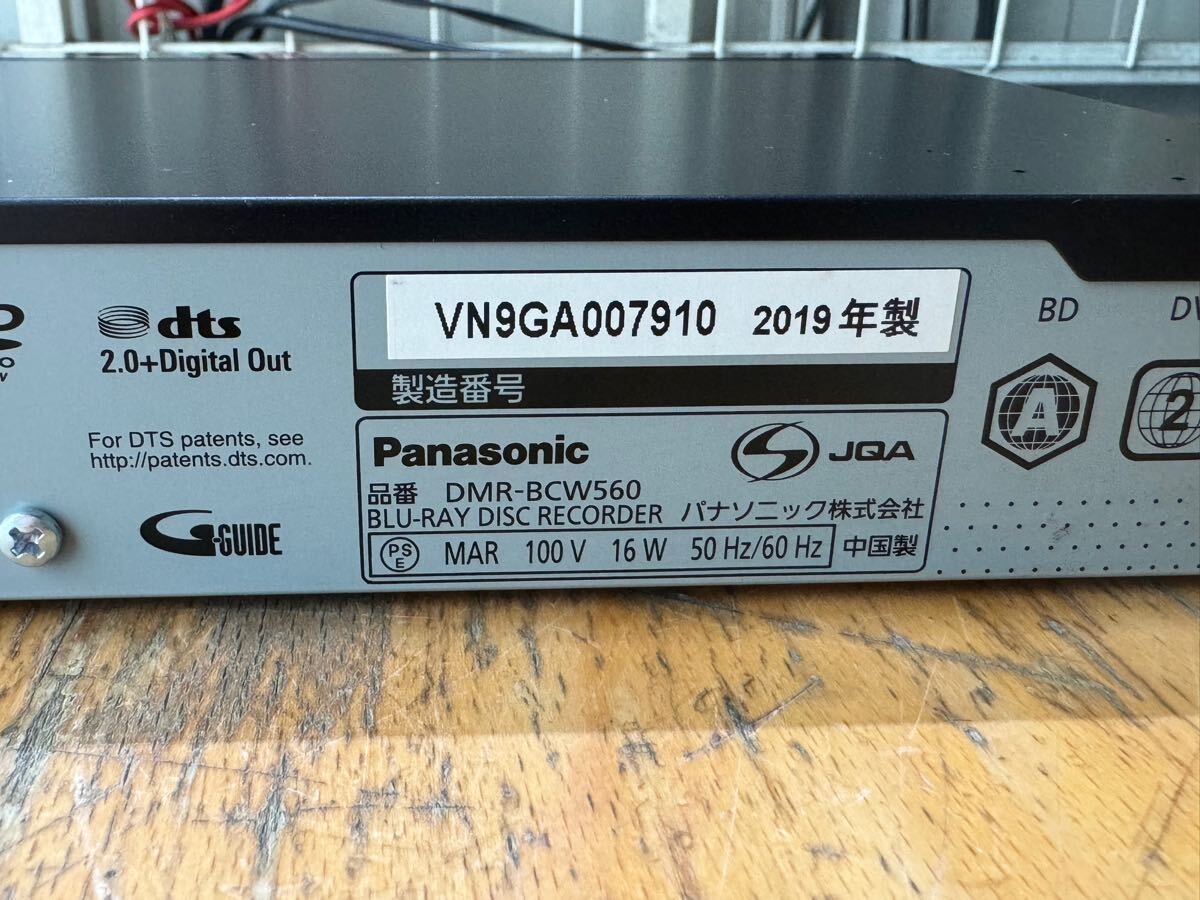 dts
2.0+Digital Out
For DTS patents, see
http://patents.dts.com.
G-GUIDE
VN9GA007910 2019年製
製造番号
Panasonic JQA
品番 DMR-BCW560
BLU-RAY DISC RECORDER パナソニック株式会社
PSE MAR 100 V 16 W 50 Hz/60 Hz 中国製
BD
A
2